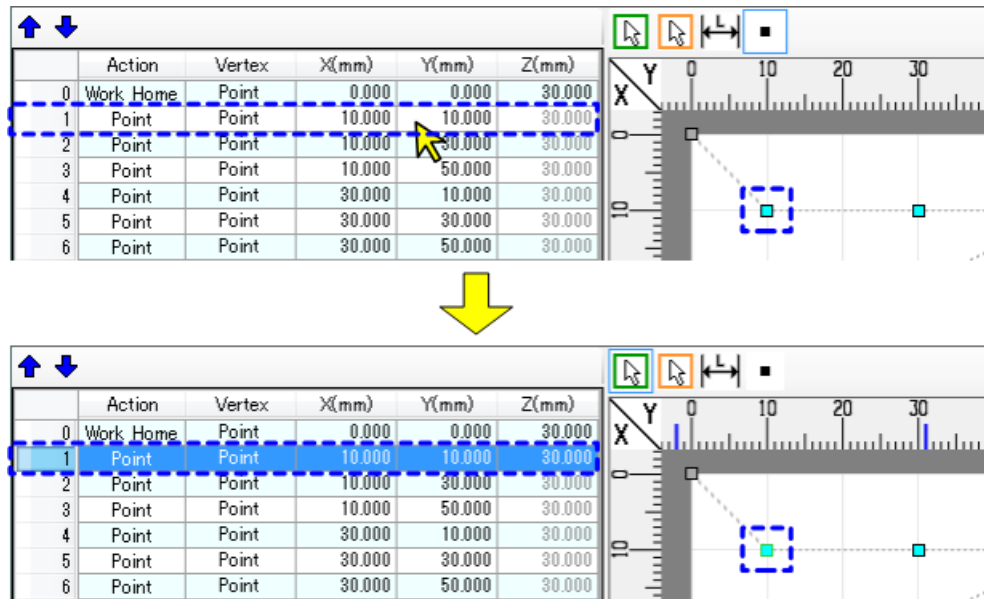 L
Action Vertex X(mm) Y(mm) Z(mm)
0 Work Home Point 0.000 0.000 30.000
1 Point Point 10.000 10.000 30.000
2 Point Point 10.000 30.000 30.000
3 Point Point 10.000 50.000 30.000
4 Point Point 30.000 10.000 30.000
5 Point Point 30.000 30.000 30.000
6 Point Point 30.000 50.000 30.000
Y 0 10 20 30
X
0
10
L
Action Vertex X(mm) Y(mm) Z(mm)
0 Work Home Point 0.000 0.000 30.000
1 Point Point 10.000 10.000 30.000
2 Point Point 10.000 30.000 30.000
3 Point Point 10.000 50.000 30.000
4 Point Point 30.000 10.000 30.000
5 Point Point 30.000 30.000 30.000
6 Point Point 30.000 50.000 30.000
Y 0 10 20 30
X
0
10